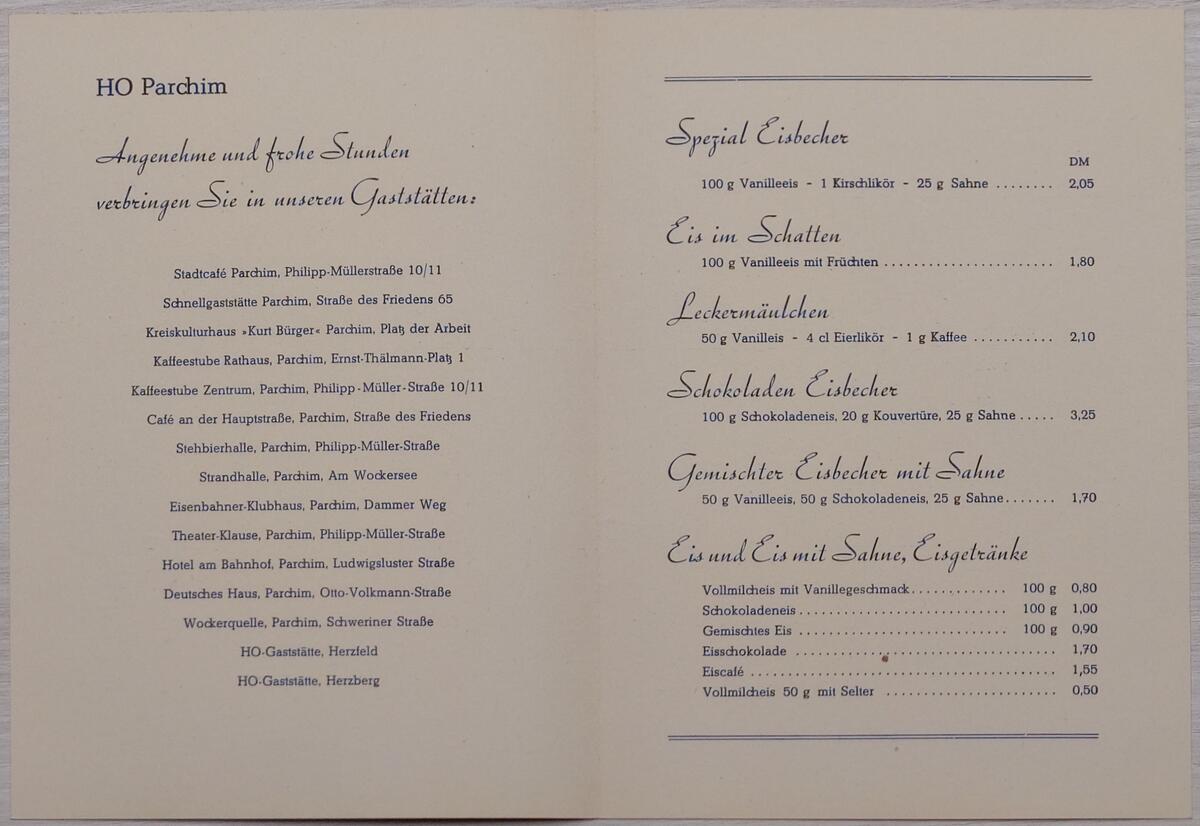 HO Parchim
Angenehme und frohe Stunden
verbringen Sie in unseren Gaststätten:
Stadtcafé Parchim, Philipp-Müllerstraße 10/11
Schnellgaststätte Parchim, Straße des Friedens 65
Kreiskulturhaus »Kurt Bürger« Parchim, Platz der Arbeit
Kaffeestube Rathaus, Parchim, Ernst-Thälmann-Platz 1
Kaffeestube Zentrum, Parchim, Philipp-Müller-Straße 10/11
Café an der Hauptstraße, Parchim, Straße des Friedens
Stehbierhalle, Parchim, Philipp-Müller-Straße
Strandhalle, Parchim, Am Wockersee
Eisenbahner-Klubhaus, Parchim, Dammer Weg
Theater-Klause, Parchim, Philipp-Müller-Straße
Hotel am Bahnhof, Parchim, Ludwigsluster Straße
Deutsches Haus, Parchim, Otto-Volkmann-Straße
Wockerquelle, Parchim, Schweriner Straße
HO-Gaststätte, Herzfeld
HO-Gaststätte, Herzberg
Spezial Eisbecher
DM
100 g Vanilleeis - 1 Kirschlikör - 25 g Sahne ........ 2,05
Eis im Schatten
100 g Vanilleeis mit Früchten ........................ 1,80
Leckermäulchen
50 g Vanilleis - 4 cl Eierlikör - 1 g Kaffee ........... 2,10
Schokoladen Eisbecher
100 g Schokoladeneis, 20 g Kouvertüre, 25 g Sahne ..... 3,25
Gemischter Eisbecher mit Sahne
50 g Vanilleeis, 50 g Schokoladeneis, 25 g Sahne ....... 1,70
Eis und Eis mit Sahne, Eisgetränke
Vollmilcheis mit Vanillegeschmack ............. 100 g 0,80
Schokoladeneis ............................. 100 g 1,00
Gemischtes Eis ............................. 100 g 0,90
Eisschokolade ..................................... 1,70
Eiscafé ........................................... 1,55
Vollmilcheis 50 g mit Selter ........................ 0,50